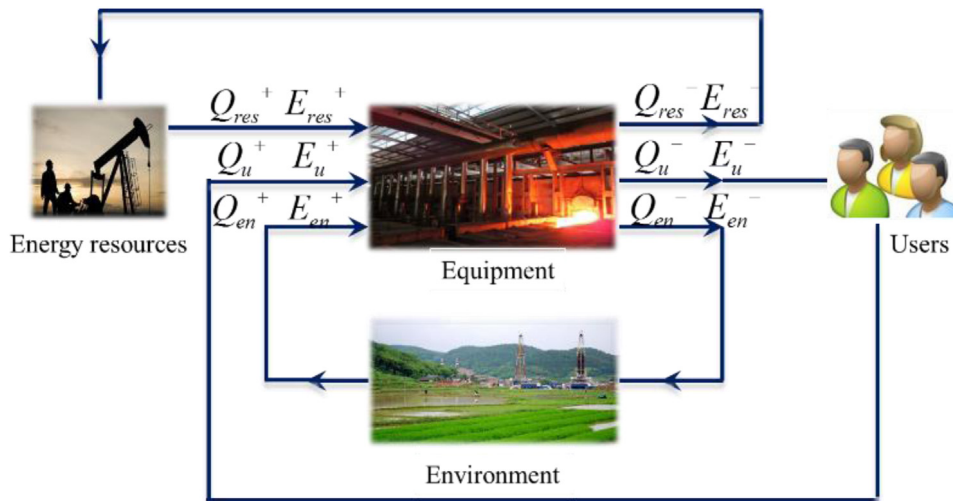 Q_res^+ E_res^+ Q_res^- E_res^-
Q_u^+ E_u^+ Q_u^- E_u^-
Q_en^+ E_en^+ Q_en^- E_en^-
Energy resources
Users
Equipment
Environment